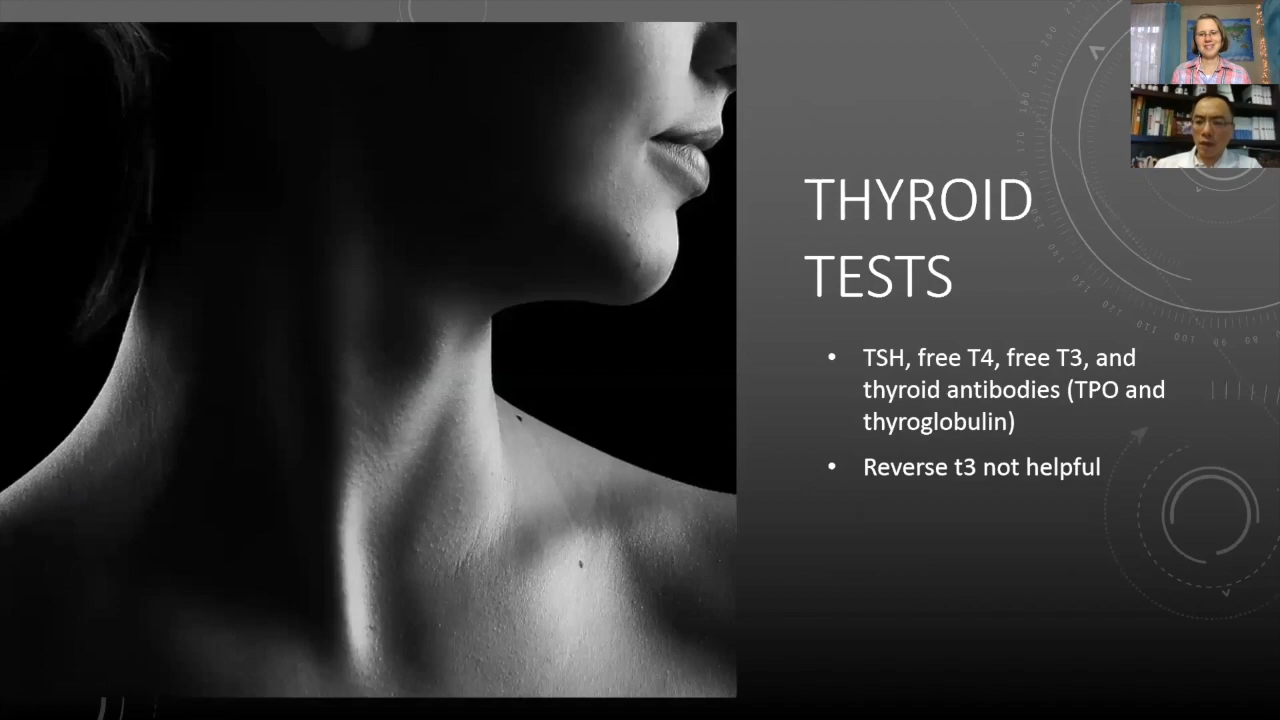 THYROID
TESTS
• TSH, free T4, free T3, and
thyroid antibodies (TPO and
thyroglobulin)
• Reverse t3 not helpful